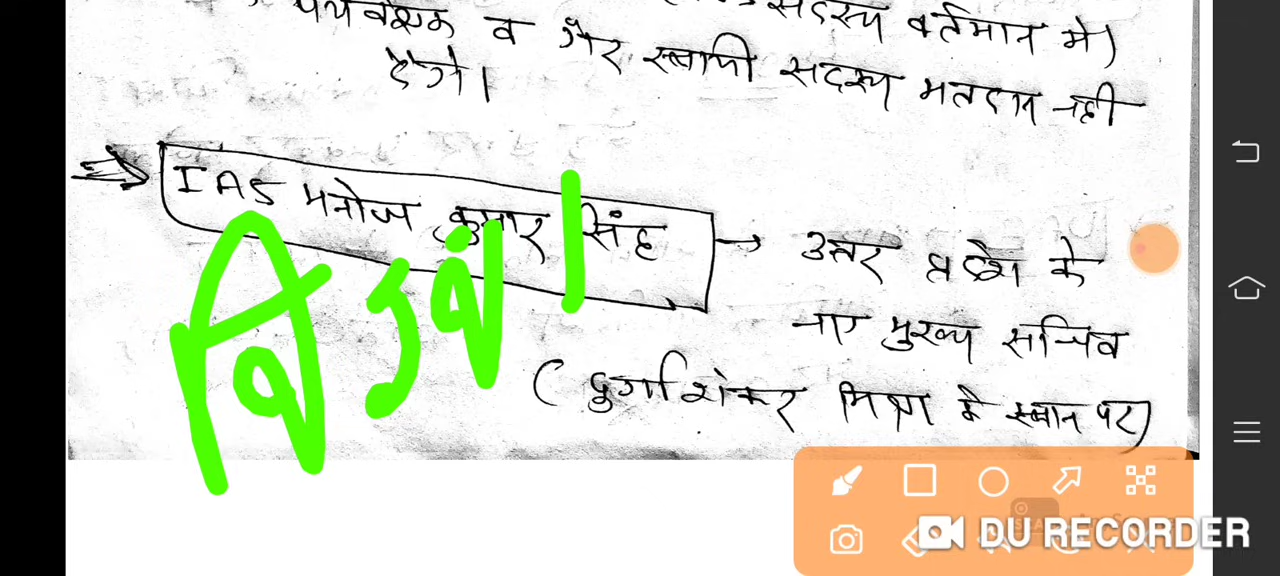 सदस्य वर्तमान में)
पर्यवेक्षक व गैर स्थायी सदस्य मतदान नही
देंगे।
IAS मनोज कुमार सिंह → उत्तर प्रदेश के
नए मुख्य सचिव
(दुर्गाशंकर मिश्रा के स्थान पर)
DU RECORDER